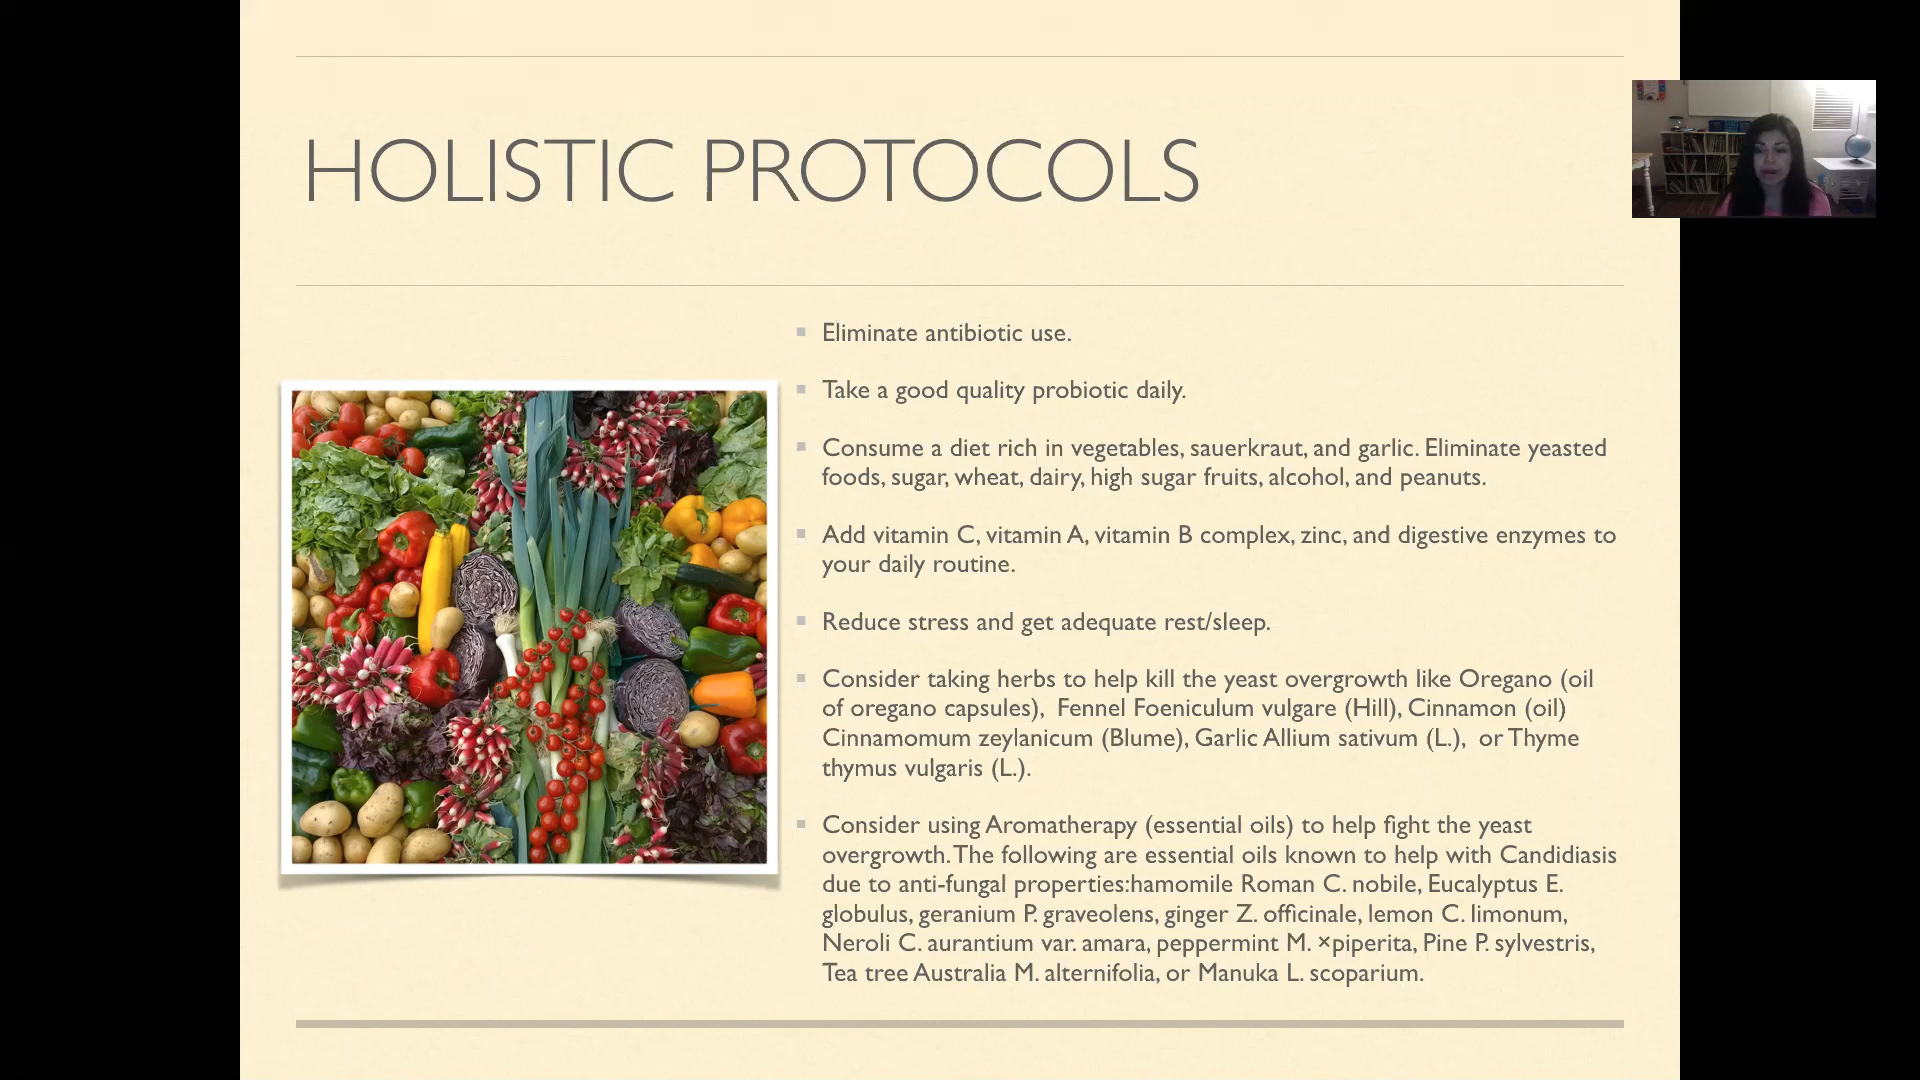 HOLISTIC PROTOCOLS
Eliminate antibiotic use.
Take a good quality probiotic daily.
Consume a diet rich in vegetables, sauerkraut, and garlic. Eliminate yeasted
foods, sugar, wheat, dairy, high sugar fruits, alcohol, and peanuts.
Add vitamin C, vitamin A, vitamin B complex, zinc, and digestive enzymes to
your daily routine.
Reduce stress and get adequate rest/sleep.
Consider taking herbs to help kill the yeast overgrowth like Oregano (oil
of oregano capsules),  Fennel Foeniculum vulgare (Hill), Cinnamon (oil)
Cinnamomum zeylanicum (Blume), Garlic Allium sativum (L.),  or Thyme
thymus vulgaris (L.).
Consider using Aromatherapy (essential oils) to help fight the yeast
overgrowth. The following are essential oils known to help with Candidiasis
due to anti-fungal properties:hamomile Roman C. nobile, Eucalyptus E.
globulus, geranium P. graveolens, ginger Z. officinale, lemon C. limonum,
Neroli C. aurantium var. amara, peppermint M. ×piperita, Pine P. sylvestris,
Tea tree Australia M. alternifolia, or Manuka L. scoparium.